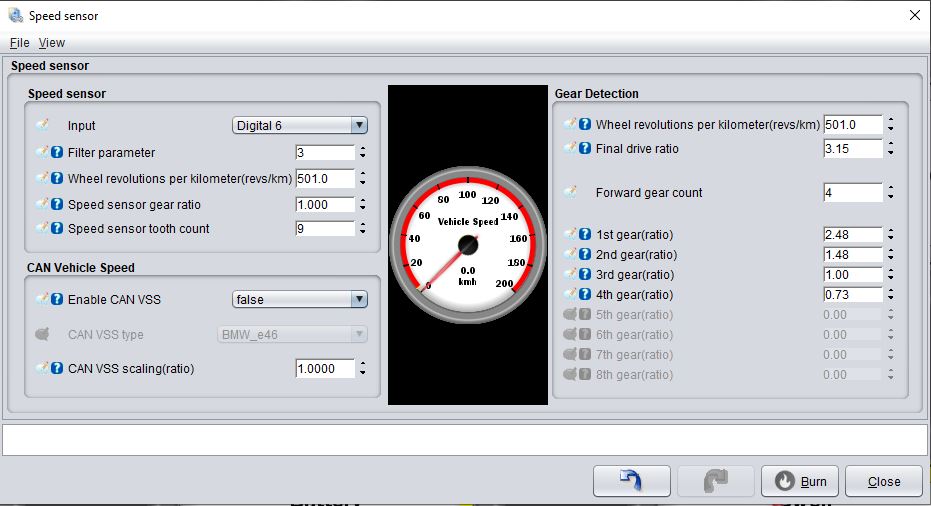 Speed sensor
File View
Speed sensor
Speed sensor
Input Digital 6
Filter parameter 3
Wheel revolutions per kilometer(revs/km) 501.0
Speed sensor gear ratio 1.000
Speed sensor tooth count 9
CAN Vehicle Speed
Enable CAN VSS false
CAN VSS type BMW_e46
CAN VSS scaling(ratio) 1.0000
0 20 40 60 80 100 120 140 160 180 200
Vehicle Speed
0.0
kmh
Gear Detection
Wheel revolutions per kilometer(revs/km) 501.0
Final drive ratio 3.15
Forward gear count 4
1st gear(ratio) 2.48
2nd gear(ratio) 1.48
3rd gear(ratio) 1.00
4th gear(ratio) 0.73
5th gear(ratio) 0.00
6th gear(ratio) 0.00
7th gear(ratio) 0.00
8th gear(ratio) 0.00
Burn Close